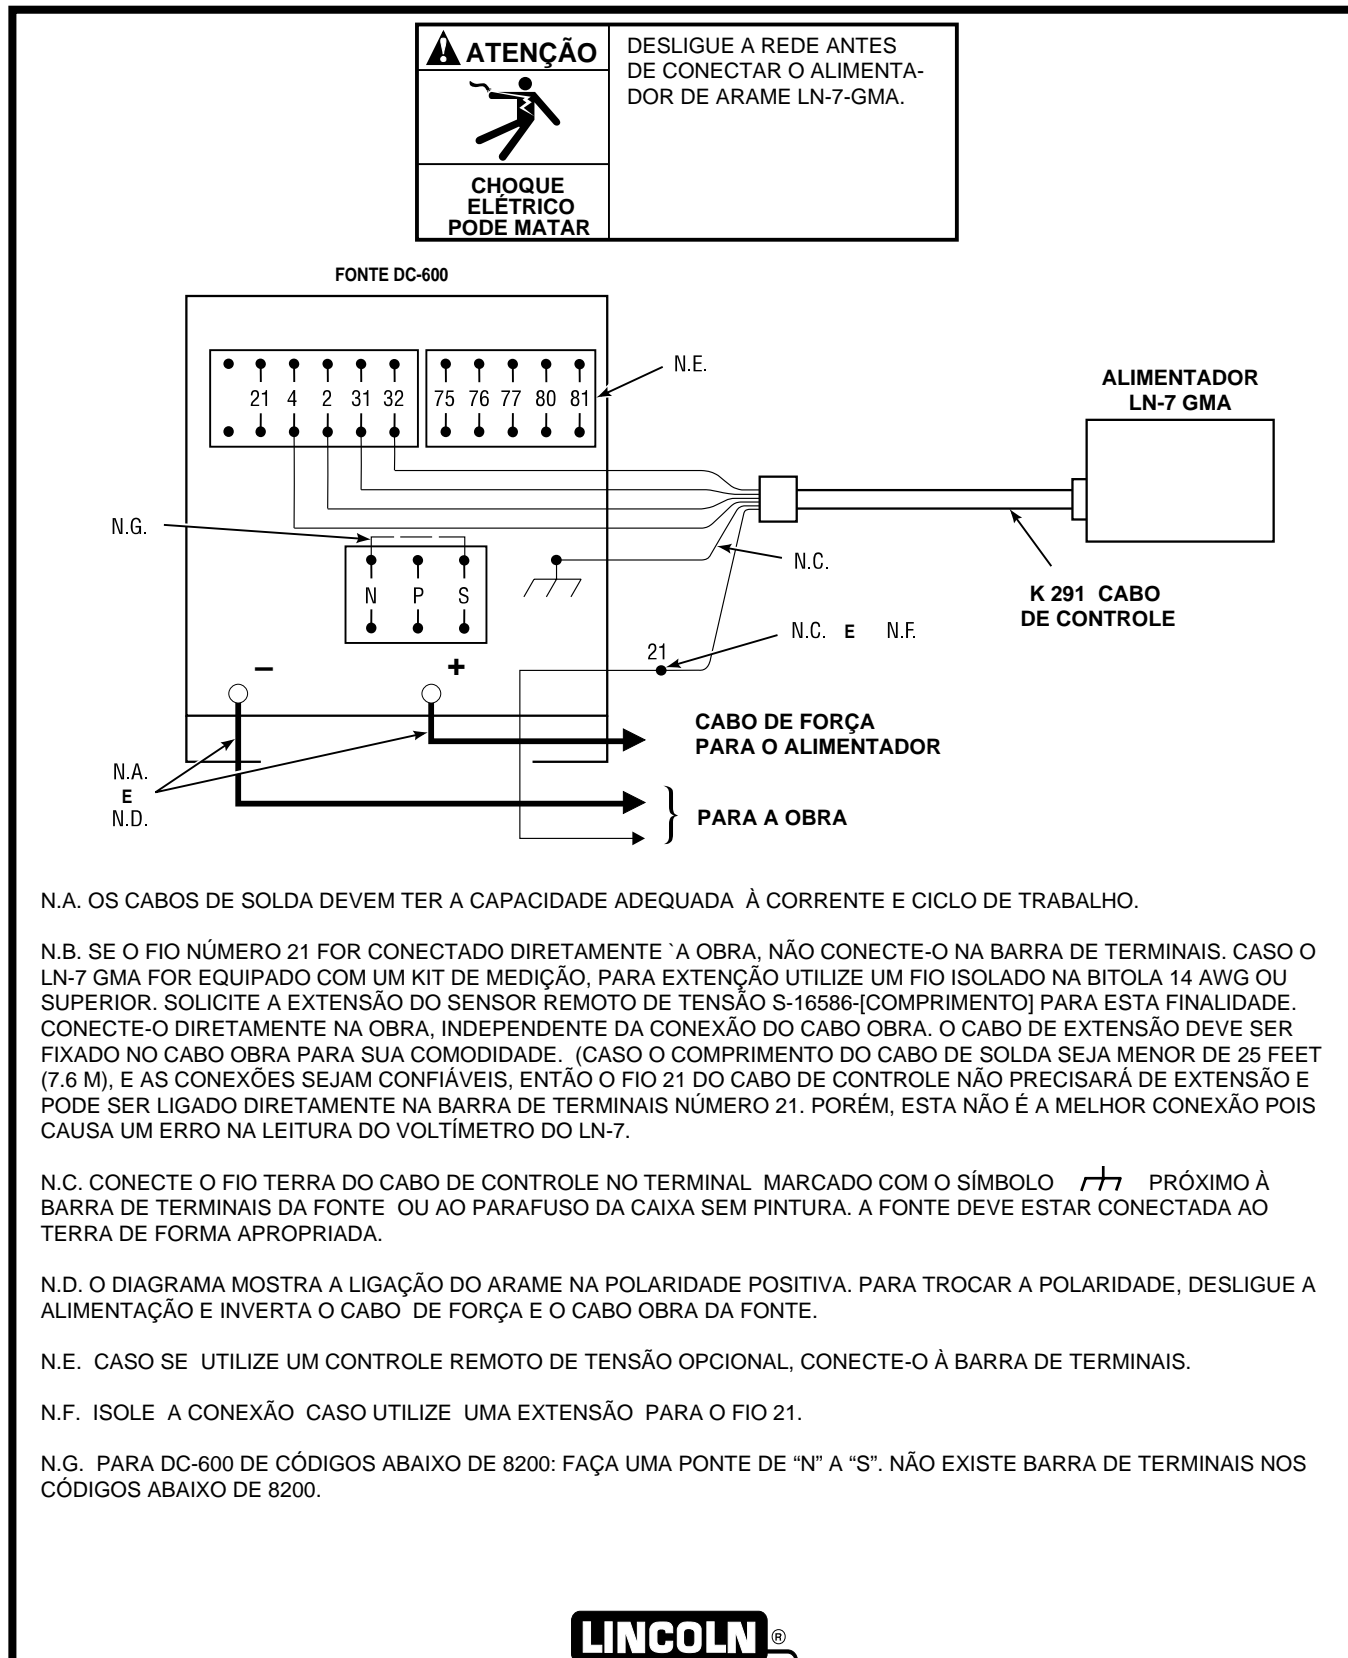 ATENÇÃO
CHOQUE
ELÉTRICO
PODE MATAR
DESLIGUE A REDE ANTES
DE CONECTAR O ALIMENTA-
DOR DE ARAME LN-7-GMA.
FONTE DC-600
21 4 2 31 32 75 76 77 80 81
N.E.
ALIMENTADOR
LN-7 GMA
N.G.
N P S
N.C.
K 291 CABO
DE CONTROLE
N.C. E N.F.
21
– +
CABO DE FORÇA
PARA O ALIMENTADOR
N.A.
E
N.D.
} PARA A OBRA
N.A. OS CABOS DE SOLDA DEVEM TER A CAPACIDADE ADEQUADA À CORRENTE E CICLO DE TRABALHO.
N.B. SE O FIO NÚMERO 21 FOR CONECTADO DIRETAMENTE `A OBRA, NÃO CONECTE-O NA BARRA DE TERMINAIS. CASO O
LN-7 GMA FOR EQUIPADO COM UM KIT DE MEDIÇÃO, PARA EXTENÇÃO UTILIZE UM FIO ISOLADO NA BITOLA 14 AWG OU
SUPERIOR. SOLICITE A EXTENSÃO DO SENSOR REMOTO DE TENSÃO S-16586-[COMPRIMENTO] PARA ESTA FINALIDADE.
CONECTE-O DIRETAMENTE NA OBRA, INDEPENDENTE DA CONEXÃO DO CABO OBRA. O CABO DE EXTENSÃO DEVE SER
FIXADO NO CABO OBRA PARA SUA COMODIDADE. (CASO O COMPRIMENTO DO CABO DE SOLDA SEJA MENOR DE 25 FEET
(7.6 M), E AS CONEXÕES SEJAM CONFIÁVEIS, ENTÃO O FIO 21 DO CABO DE CONTROLE NÃO PRECISARÁ DE EXTENSÃO E
PODE SER LIGADO DIRETAMENTE NA BARRA DE TERMINAIS NÚMERO 21. PORÉM, ESTA NÃO É A MELHOR CONEXÃO POIS
CAUSA UM ERRO NA LEITURA DO VOLTÍMETRO DO LN-7.
N.C. CONECTE O FIO TERRA DO CABO DE CONTROLE NO TERMINAL MARCADO COM O SÍMBOLO PRÓXIMO À
BARRA DE TERMINAIS DA FONTE OU AO PARAFUSO DA CAIXA SEM PINTURA. A FONTE DEVE ESTAR CONECTADA AO
TERRA DE FORMA APROPRIADA.
N.D. O DIAGRAMA MOSTRA A LIGAÇÃO DO ARAME NA POLARIDADE POSITIVA. PARA TROCAR A POLARIDADE, DESLIGUE A
ALIMENTAÇÃO E INVERTA O CABO DE FORÇA E O CABO OBRA DA FONTE.
N.E. CASO SE UTILIZE UM CONTROLE REMOTO DE TENSÃO OPCIONAL, CONECTE-O À BARRA DE TERMINAIS.
N.F. ISOLE A CONEXÃO CASO UTILIZE UMA EXTENSÃO PARA O FIO 21.
N.G. PARA DC-600 DE CÓDIGOS ABAIXO DE 8200: FAÇA UMA PONTE DE “N” A “S”. NÃO EXISTE BARRA DE TERMINAIS NOS
CÓDIGOS ABAIXO DE 8200.
LINCOLN ®